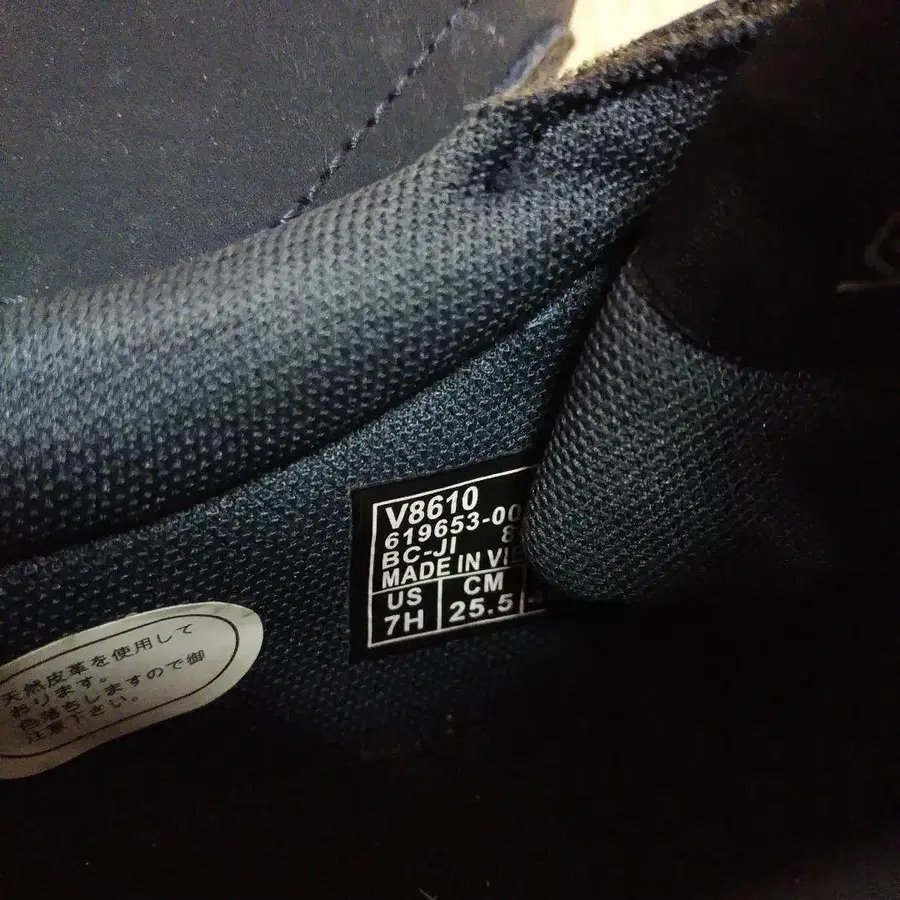 V8610
619653-00
BC-JI 8
MADE IN VIE
US CM
7H 25.5
天然皮革を使用して
おります。
色落ちしますので御
注意下さい。